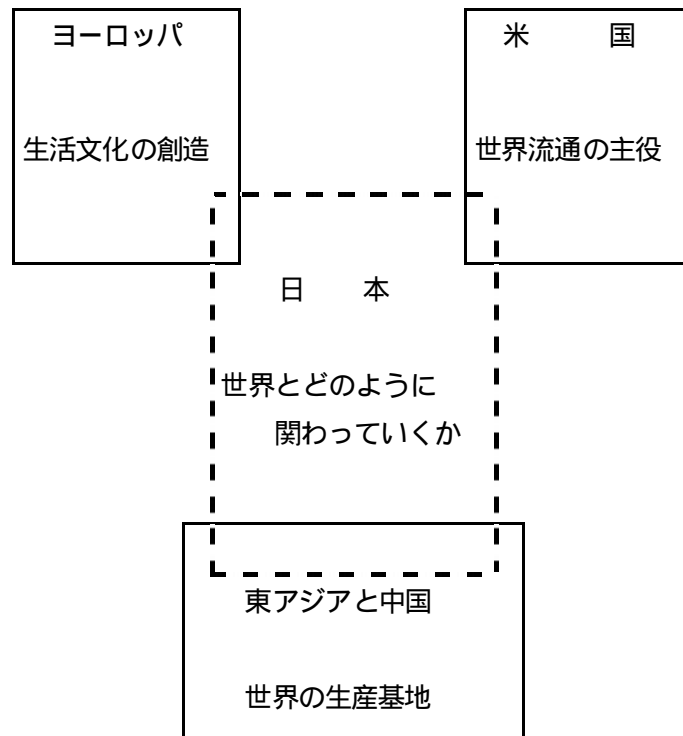 ヨーロッパ
生活文化の創造
米　　国
世界流通の主役
日　本
世界とどのように
関わっていくか
東アジアと中国
世界の生産基地